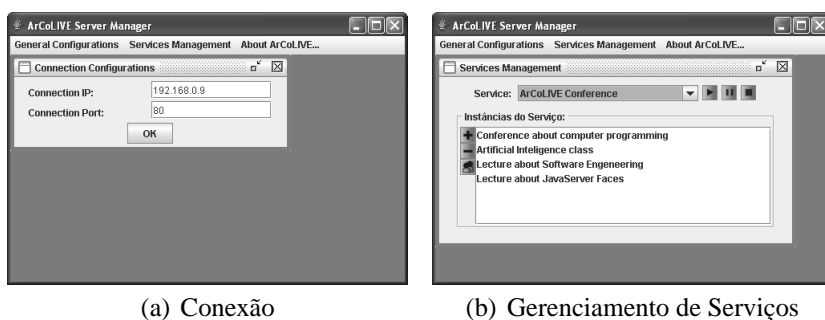 ArCoLIVE Server Manager
General Configurations Services Management About ArCoLIVE...
Connection Configurations
Connection IP: 192.168.0.9
Connection Port: 80
OK
(a) Conexão
ArCoLIVE Server Manager
General Configurations Services Management About ArCoLIVE...
Services Management
Service: ArCoLIVE Conference
Instâncias do Serviço:
Conference about computer programming
Artificial Inteligence class
Lecture about Software Engeneering
Lecture about JavaServer Faces
(b) Gerenciamento de Serviços